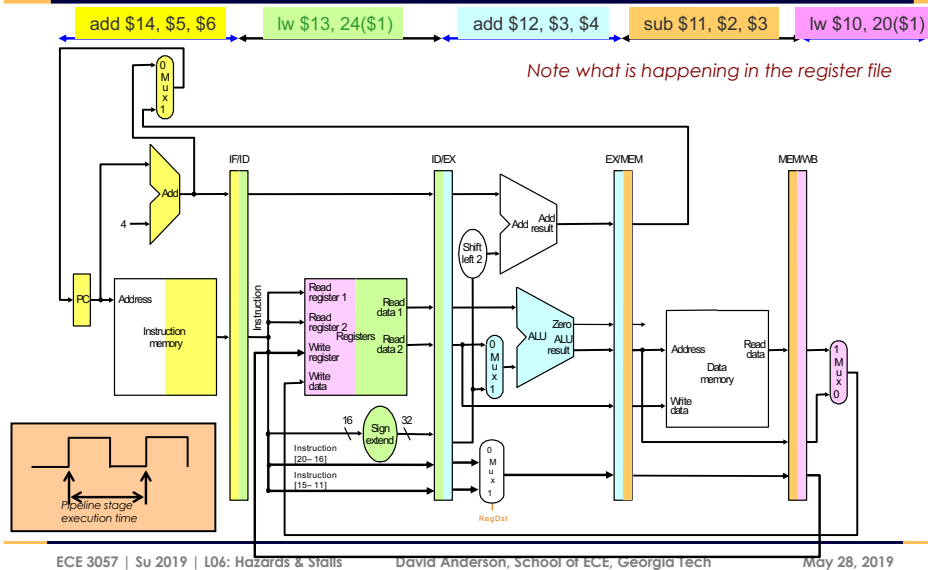 add $14, $5, $6
lw $13, 24($1)
add $12, $3, $4
sub $11, $2, $3
lw $10, 20($1)
Note what is happening in the register file
0
M
u
x
1
IF/ID
ID/EX
EX/MEM
MEM/WB
Add
4
Add
Add
result
Shift
left 2
PC
Address
Instruction
memory
Instruction
Read
register 1
Read
register 2
Write
register
Write
data
Registers
Read
data 1
Read
data 2
0
M
u
x
1
Zero
ALU
ALU
result
Address
Read
data
Data
memory
Write
data
1
M
u
x
0
16
Sign
extend
32
Instruction
[20– 16]
Instruction
[15– 11]
0
M
u
x
1
RegDst
Pipeline stage
execution time
ECE 3057 | Su 2019 | L06: Hazards & Stalls
David Anderson, School of ECE, Georgia Tech
May 28, 2019